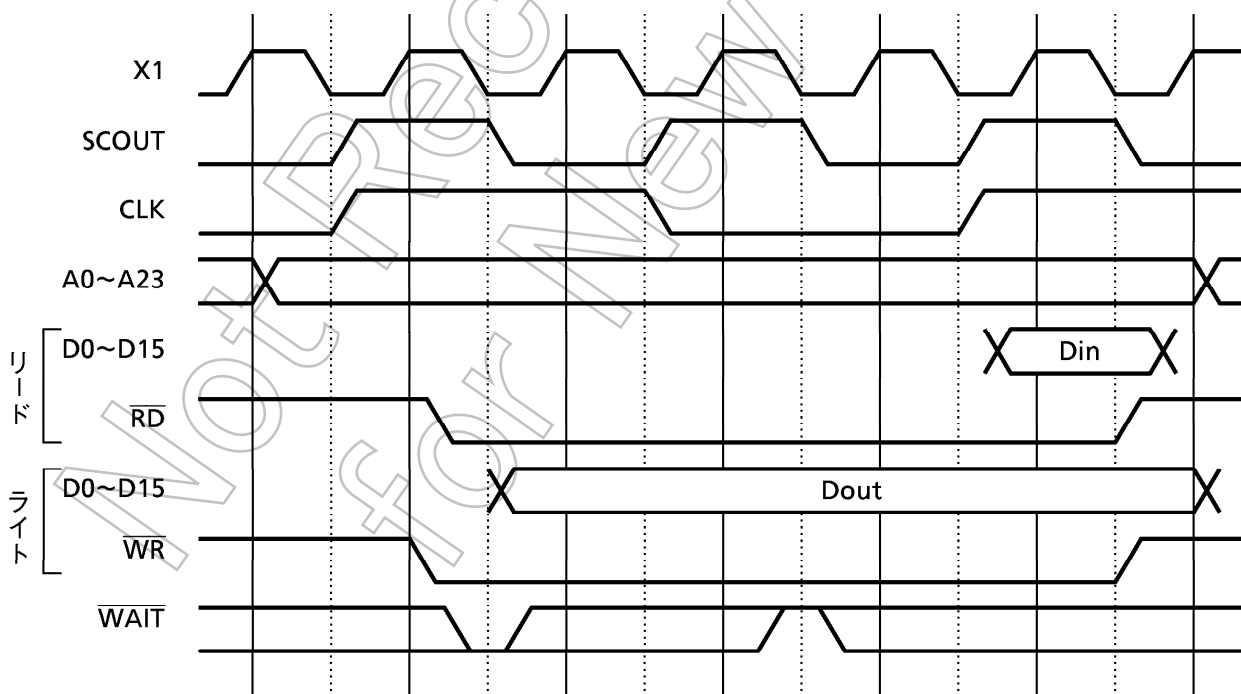 X1
SCOUT
CLK
A0~A23
リード
D0~D15
Din
RD
ライト
D0~D15
Dout
WR
WAIT
Not Rec
for New